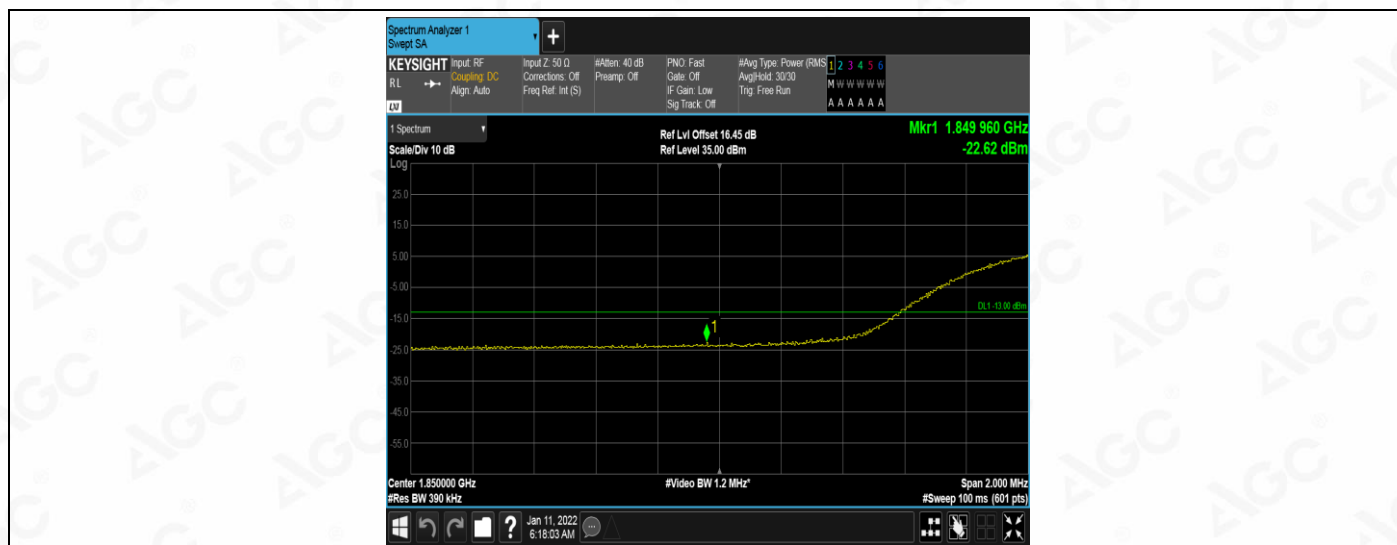 Spectrum Analyzer 1
Swept SA
KEYSIGHT
RL
LXI
Input: RF
Coupling: DC
Align: Auto
Input Z: 50 Ω
Corrections: Off
Freq Ref: Int (S)
#Atten: 40 dB
Preamp: Off
PNO: Fast
Gate: Off
IF Gain: Low
Sig Track: Off
#Avg Type: Power (RMS
Avg|Hold: 30/30
Trig: Free Run
1 2 3 4 5 6
M W W W W W
A A A A A A
1 Spectrum
Scale/Div 10 dB
Log
Ref Lvl Offset 16.45 dB
Ref Level 35.00 dBm
Mkr1 1.849 960 GHz
-22.62 dBm
25.0
15.0
5.00
-5.00
DL1 -13.00 dBm
-15.0
1
-25.0
-35.0
-45.0
-55.0
Center 1.850000 GHz
#Res BW 390 kHz
#Video BW 1.2 MHz*
Span 2.000 MHz
#Sweep 100 ms (601 pts)
?
Jan 11, 2022
6:18:03 AM
AGC